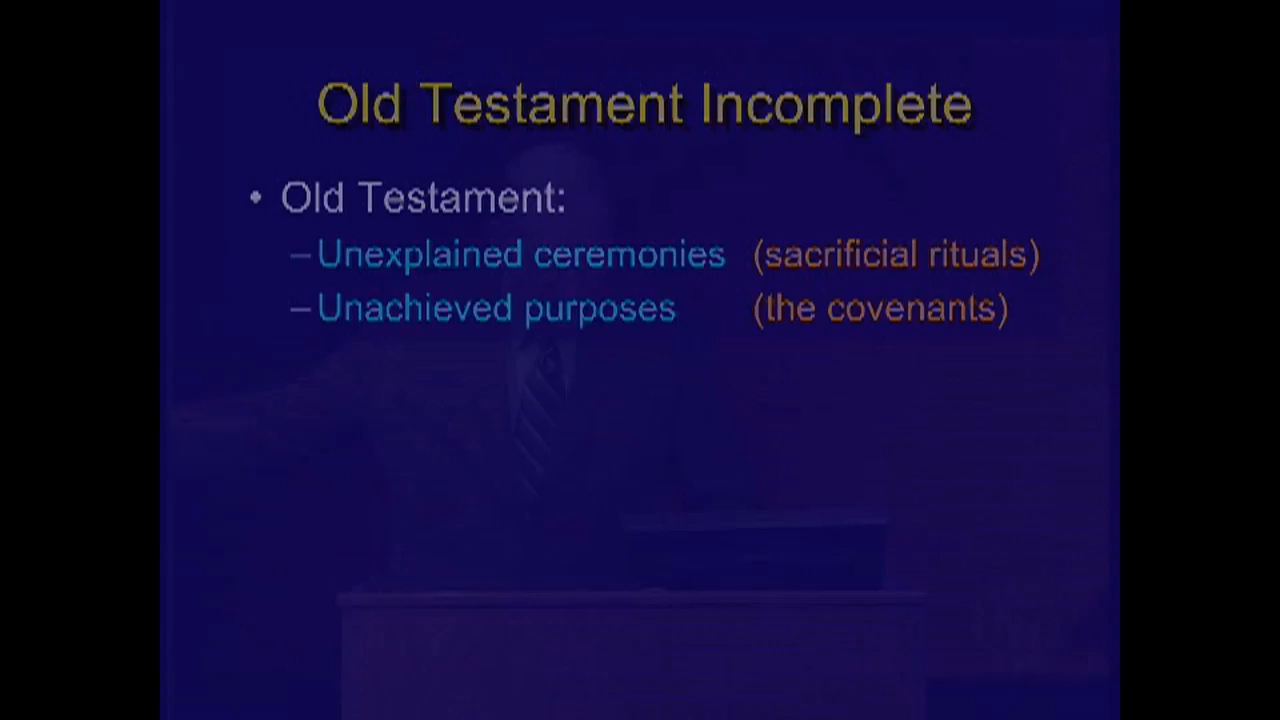 Old Testament Incomplete
• Old Testament:
– Unexplained ceremonies (sacrificial rituals)
– Unachieved purposes (the covenants)